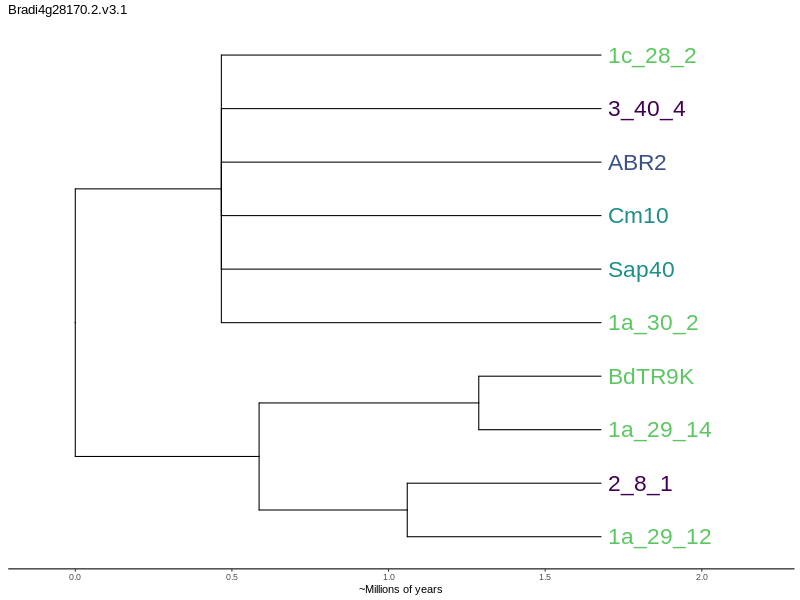 Bradi4g28170.2.v3.1
1c_28_2
3_40_4
ABR2
Cm10
Sap40
1a_30_2
BdTR9K
1a_29_14
2_8_1
1a_29_12
0.0 0.5 1.0 1.5 2.0
~Millions of years